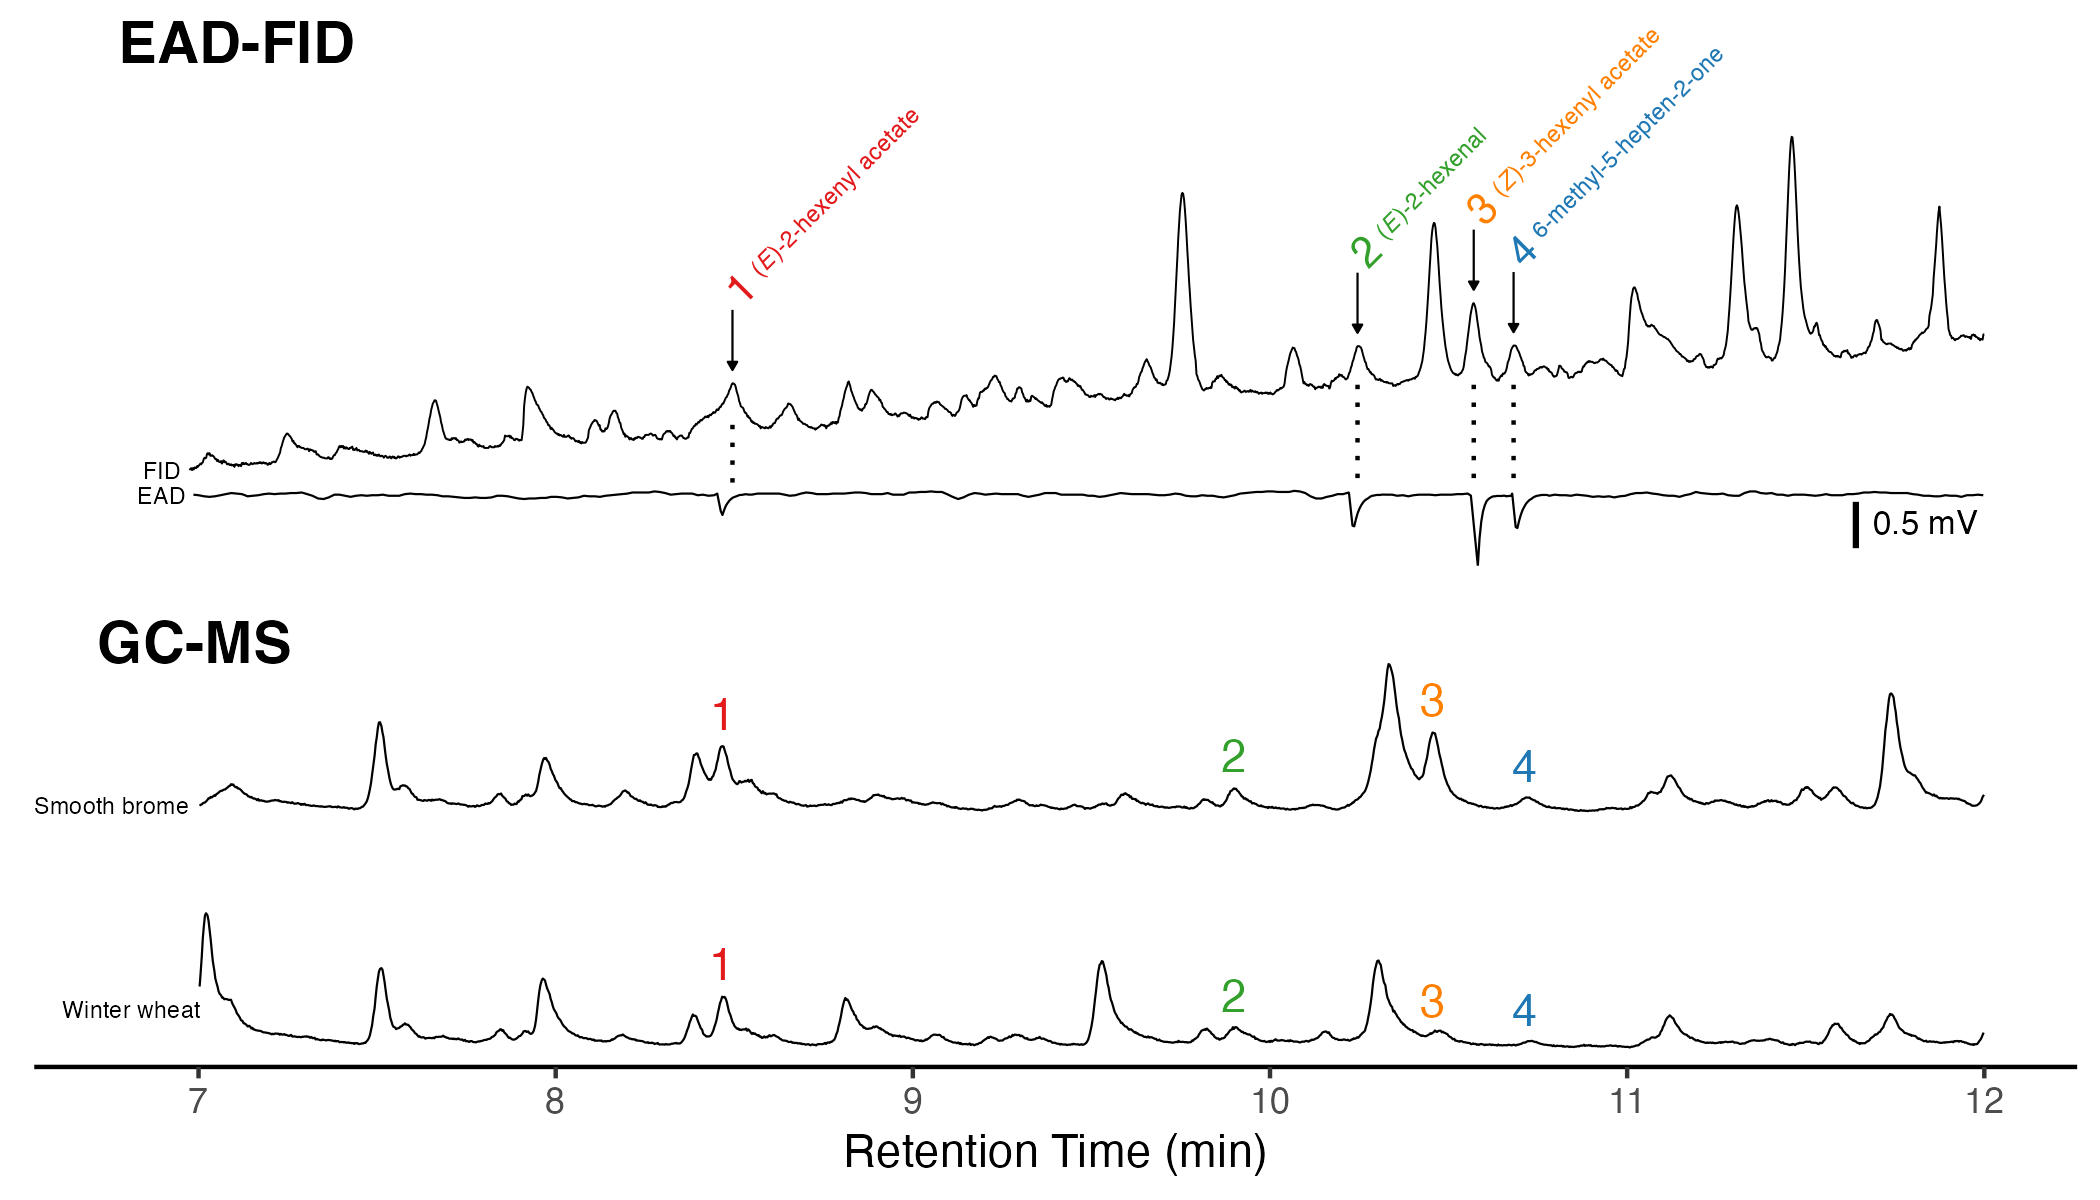 EAD-FID
1 (E)-2-hexenyl acetate
2 (E)-2-hexenal
3 (Z)-3-hexenyl acetate
4 6-methyl-5-hepten-2-one
FID
EAD
0.5 mV
GC-MS
1
2
3
4
Smooth brome
1
2
3
4
Winter wheat
7 8 9 10 11 12
Retention Time (min)